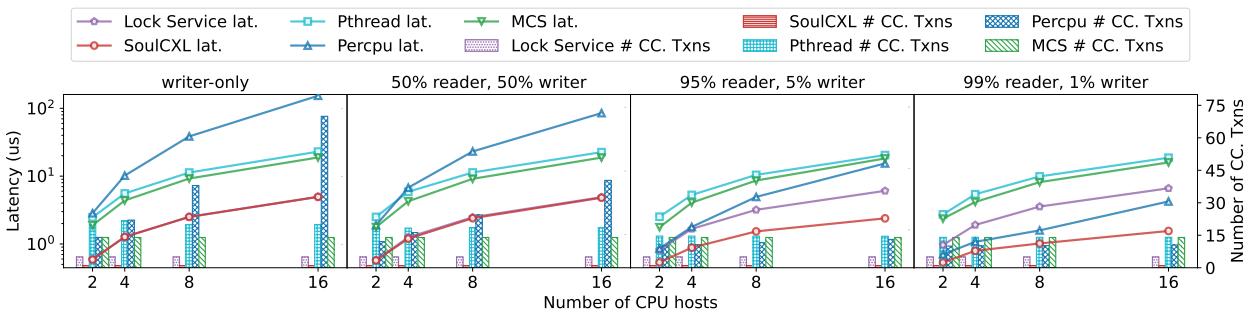 Lock Service lat. Pthread lat. MCS lat. SoulCXL # CC. Txns Percpu # CC. Txns
SoulCXL lat. Percpu lat. Lock Service # CC. Txns Pthread # CC. Txns MCS # CC. Txns
writer-only 50% reader, 50% writer 95% reader, 5% writer 99% reader, 1% writer
Latency (us)
10² 10¹ 10⁰
75 60 45 30 15 0
Number of CC. Txns
2 4 8 16 2 4 8 16 2 4 8 16 2 4 8 16
Number of CPU hosts